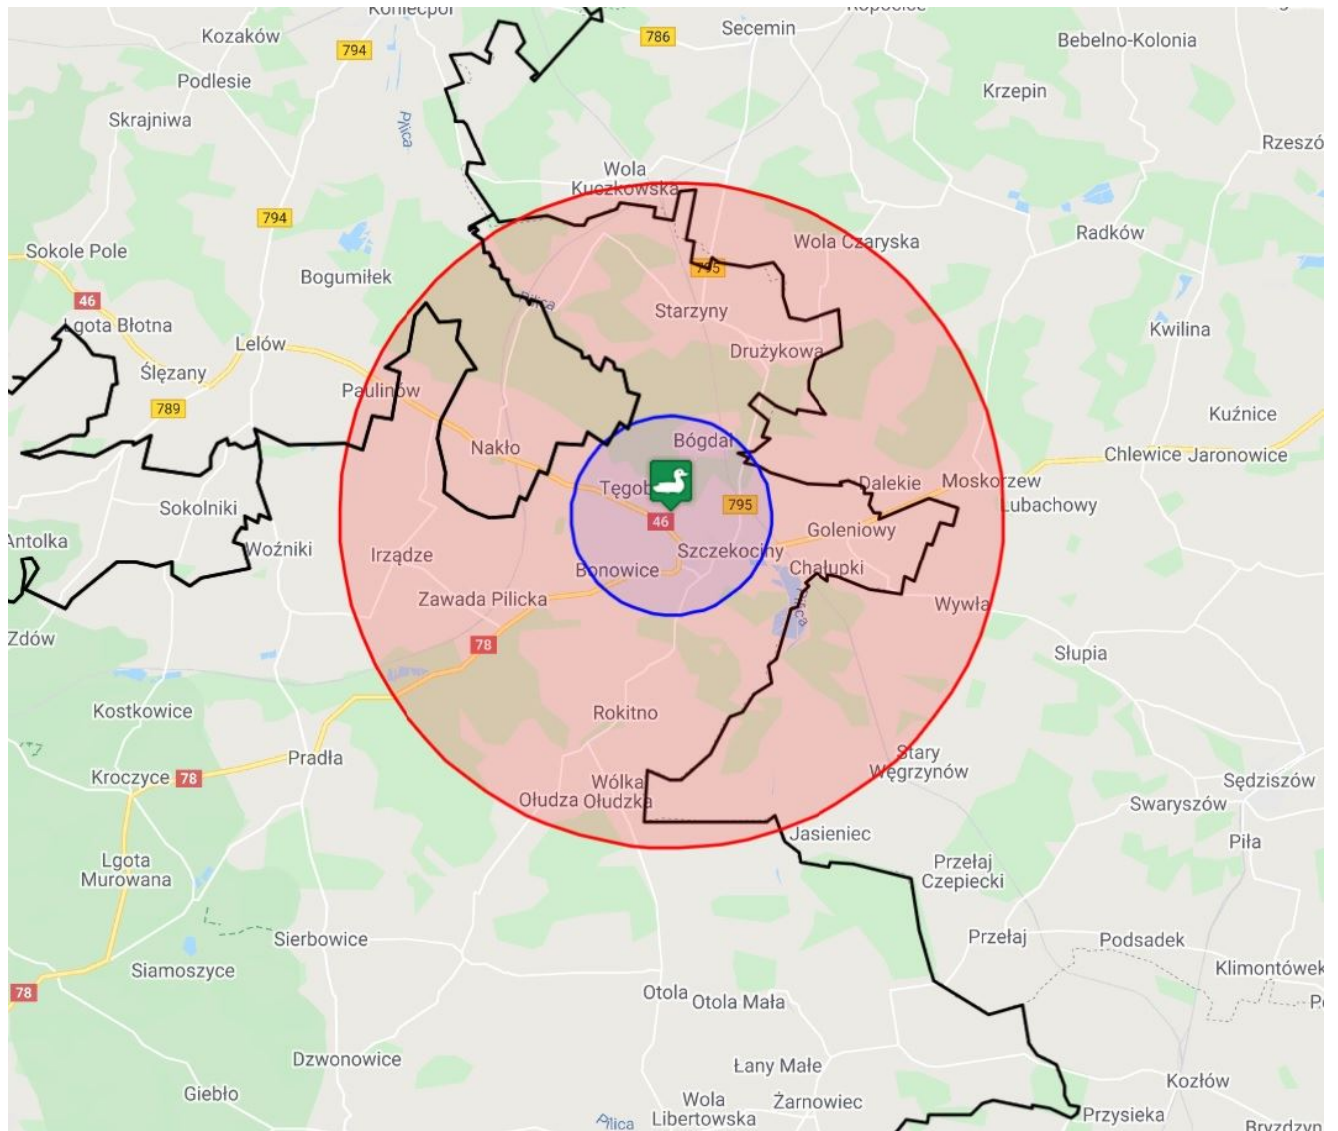 Koniecpol
Kozaków
794
786
Secemin
Bebelno-Kolonia
Podlesie
Krzepin
Skrajniwa
Pilica
Rzeszó
Wola
Kuczkowska
794
Radków
Wola Czaryska
Sokole Pole
Bogumiłek
795
46
Pilica
Starzyny
Lgota Błotna
Kwilina
Lelów
Drużykowa
Ślężany
Paulinów
789
Kuźnice
Nakło
Bógdał
Chlewice
Jaronowice
Tęgob
Dalekie
Moskorzew
Sokolniki
795
Lubachowy
46
Goleniowy
Antolka
Woźniki
Irządze
Szczekociny
Bonowice
Chałupki
Zawada Pilicka
Pilica
Wywła
Zdów
78
Słupia
Kostkowice
Rokitno
Pradła
Stary
Węgrzynów
Kroczyce
78
Wólka
Ołudza
Ołudzka
Sędziszów
Swaryszów
Jasieniec
Piła
Lgota
Murowana
Przełaj
Czepiecki
Sierbowice
Przełaj
Podsadek
Siamoszyce
Klimontówek
78
Otola
Otola Mała
Dzwonowice
Łany Małe
Giebło
Kozłów
Wola
Libertowska
Żarnowiec
Przysieka
Pilica